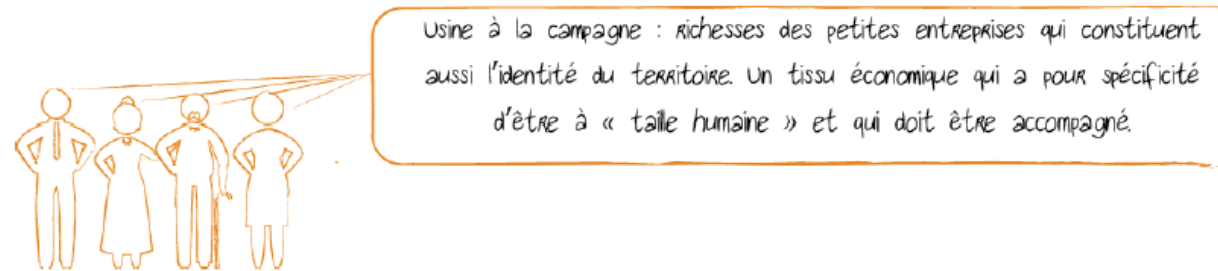 Usine à la campagne : richesses des petites entreprises qui constituent
aussi l'identité du territoire. Un tissu économique qui a pour spécificité
d'être à « taille humaine » et qui doit être accompagné.